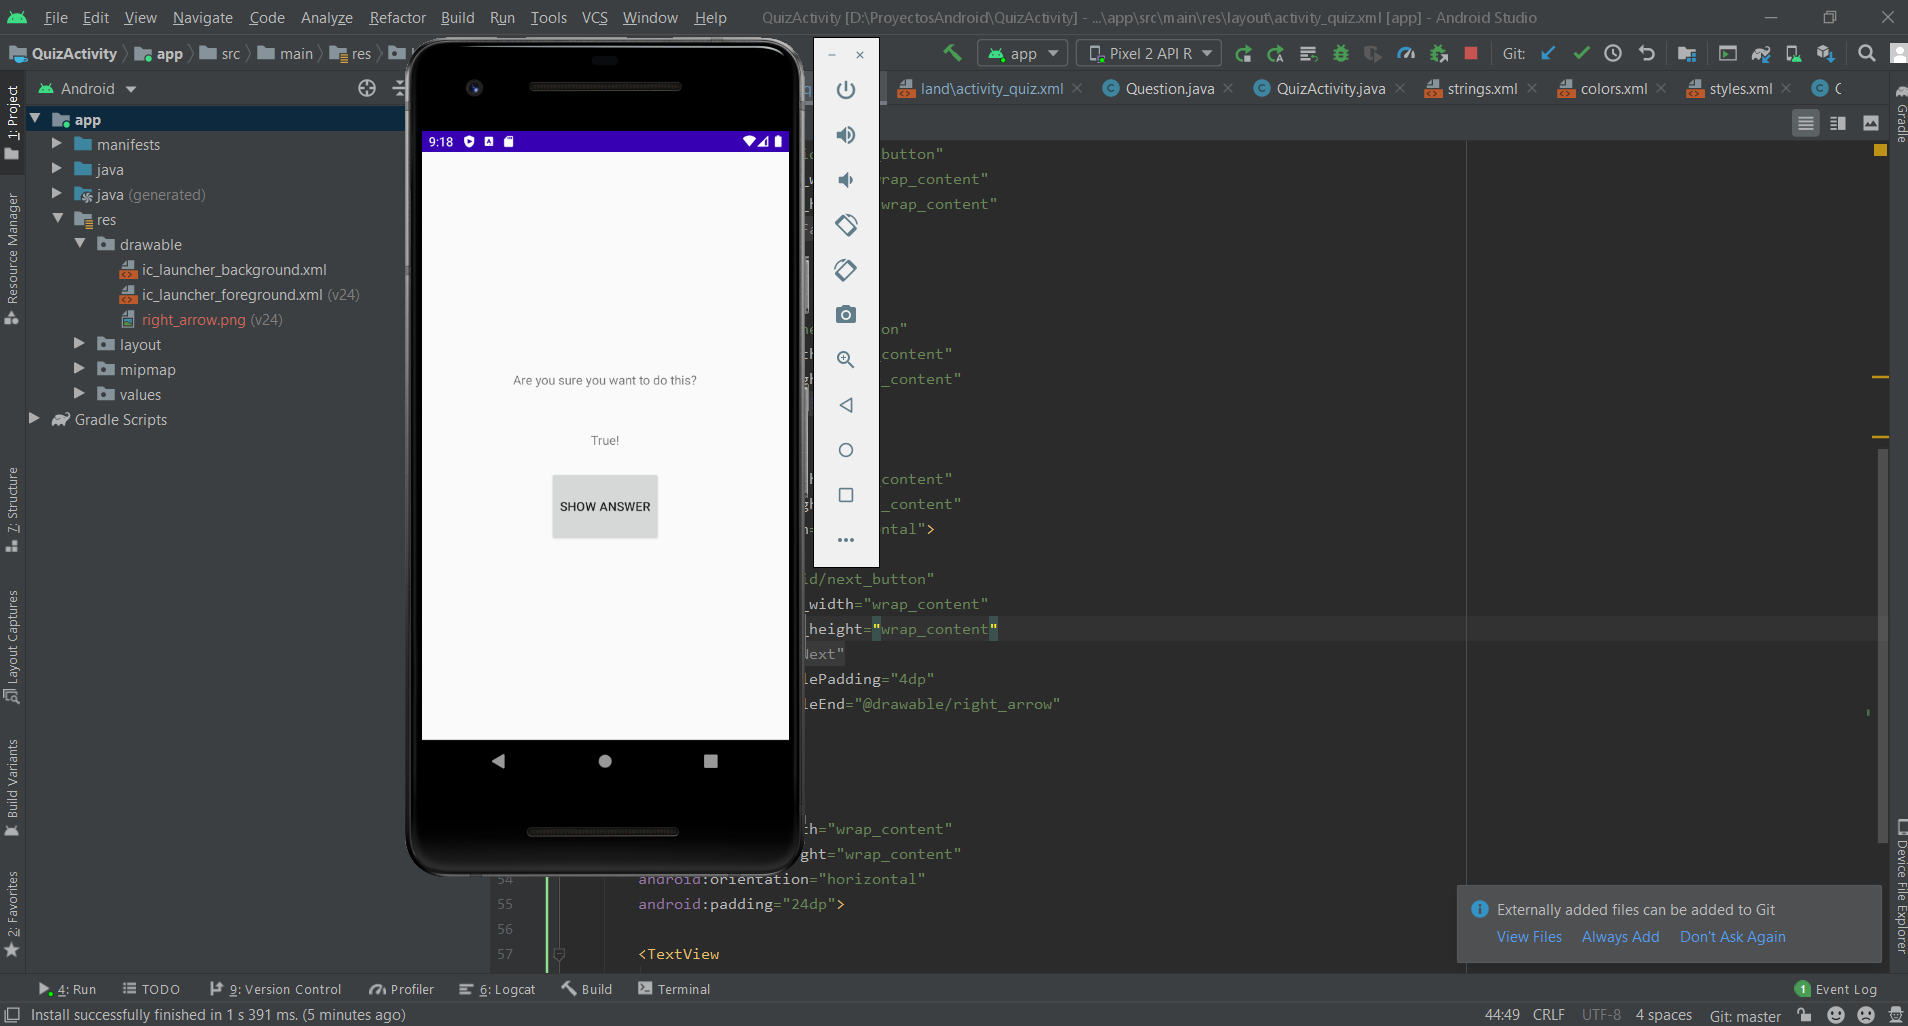 File Edit View Navigate Code Analyze Refactor Build Run Tools VCS Window Help QuizActivity [D:\ProyectosAndroid\QuizActivity] - ...\app\src\main\res\layout\activity_quiz.xml [app] - Android Studio
QuizActivity app src main res
app Pixel 2 API R Git:
Android
land\activity_quiz.xml Question.java QuizActivity.java strings.xml colors.xml styles.xml C
1: Project
Resource Manager
7: Structure
Layout Captures
Build Variants
2: Favorites
app
manifests
java
java (generated)
res
drawable
ic_launcher_background.xml
ic_launcher_foreground.xml (v24)
right_arrow.png (v24)
layout
mipmap
values
Gradle Scripts
9:18
Are you sure you want to do this?
True!
SHOW ANSWER
_button"
rap_content"
wrap_content"
on"
_content"
_content"
_content"
_content"
ntal">
id/next_button"
_width="wrap_content"
_height="wrap_content"
Next"
lePadding="4dp"
leEnd="@drawable/right_arrow"
th="wrap_content"
ght="wrap_content"
54 android:orientation="horizontal"
55 android:padding="24dp">
56
57 <TextView
Gradle
Device File Explorer
Externally added files can be added to Git
View Files Always Add Don't Ask Again
4: Run TODO 9: Version Control Profiler 6: Logcat Build Terminal 1 Event Log
Install successfully finished in 1 s 391 ms. (5 minutes ago) 44:49 CRLF UTF-8 4 spaces Git: master